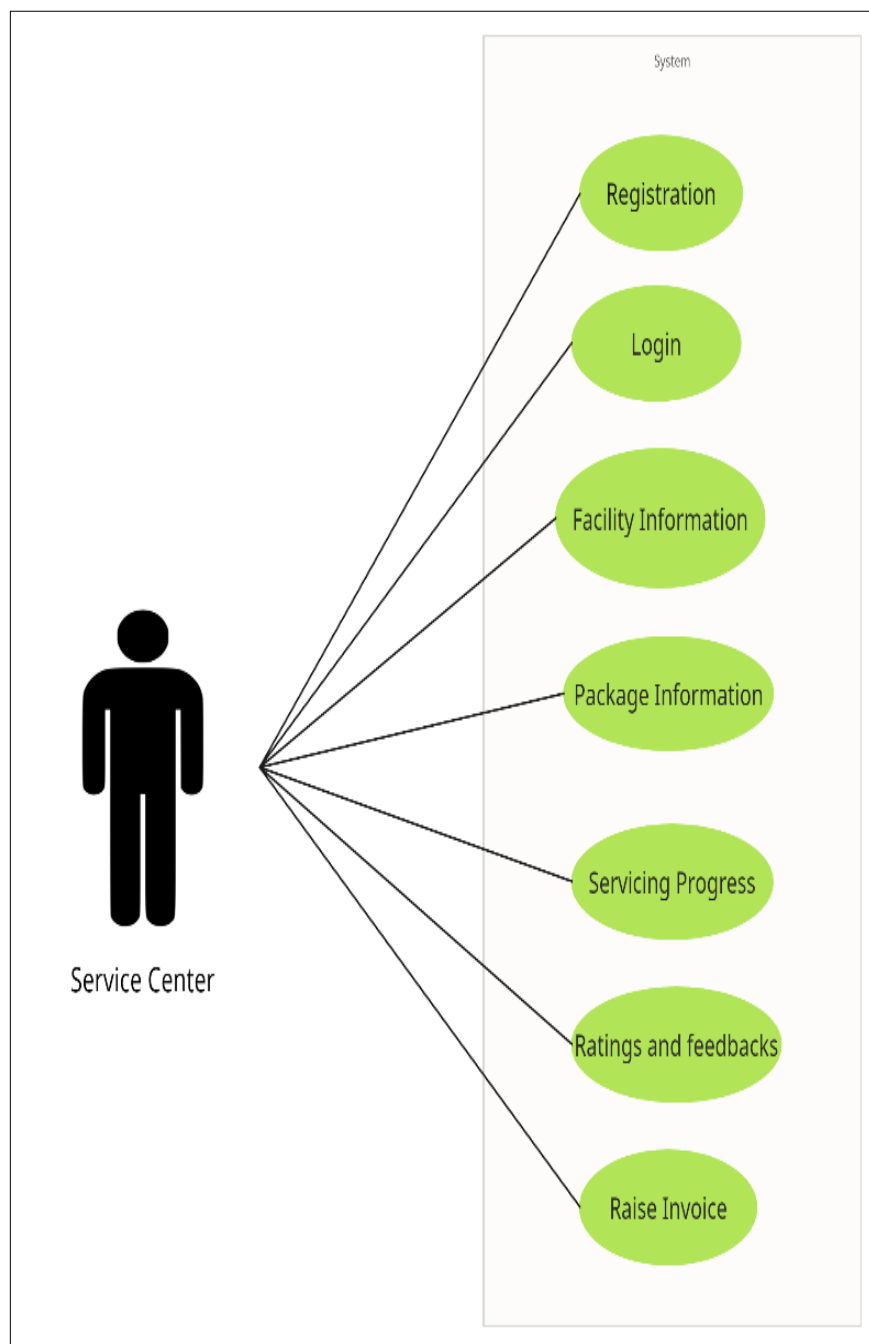 System
Registration
Login
Facility Information
Package Information
Servicing Progress
Service Center
Ratings and feedbacks
Raise Invoice